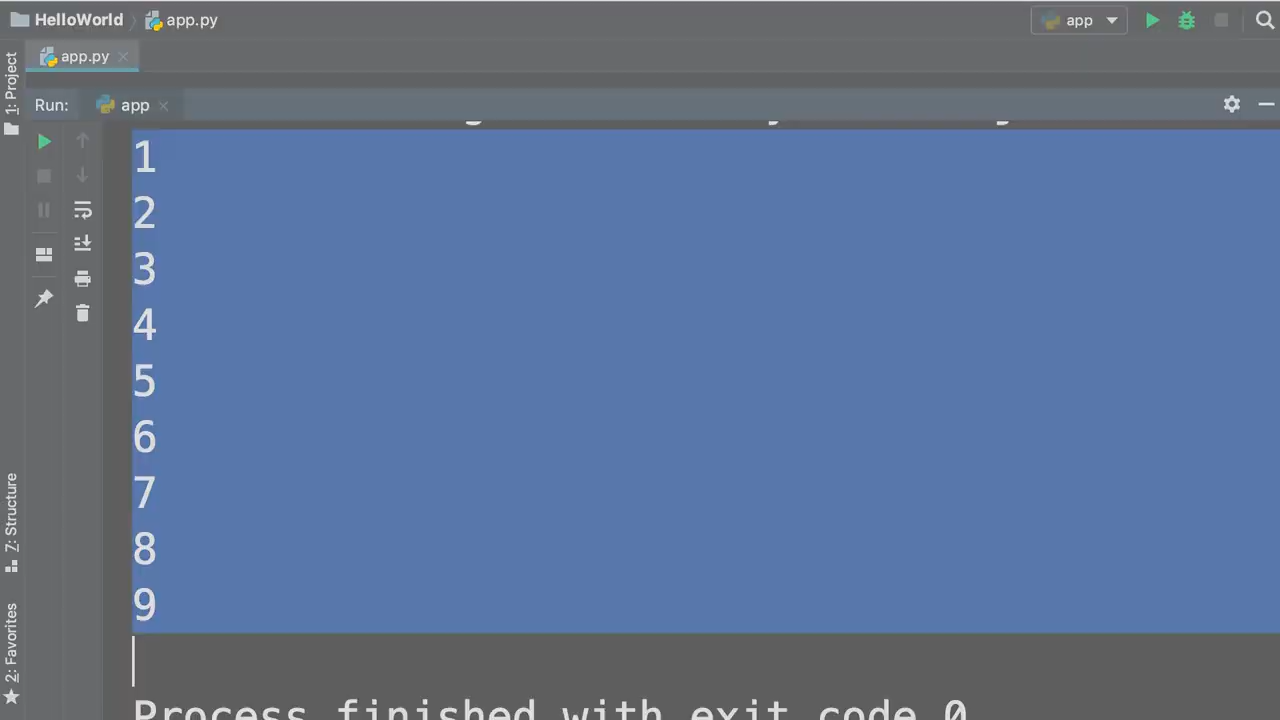 HelloWorld app.py app
app.py
1: Project
Run: app
1
2
3
4
5
6
7
8
9
Process finished with exit code 0
7: Structure
2: Favorites